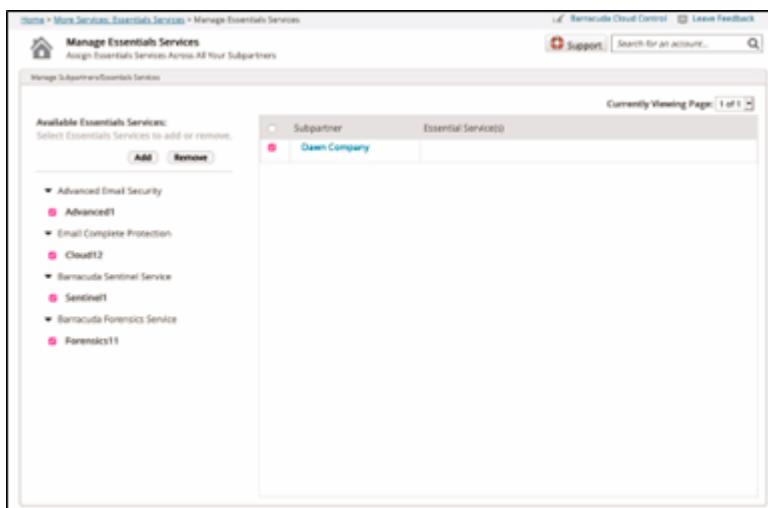 Home > More Services: Essentials Services > Manage Essentials Services
Barracuda Cloud Control
Leave Feedback
Manage Essentials Services
Assign Essentials Services Across All Your Subpartners
Support
Search for an account...
Manage Subpartners/Essentials Services
Currently Viewing Page: 1 of 1
Available Essentials Services:
Select Essentials Services to add or remove.
Add Remove
Subpartner Essential Service(s)
Dawn Company
Advanced Email Security
Advanced1
Email Complete Protection
Cloud12
Barracuda Sentinel Service
Sentinel1
Barracuda Forensics Service
Forensics11